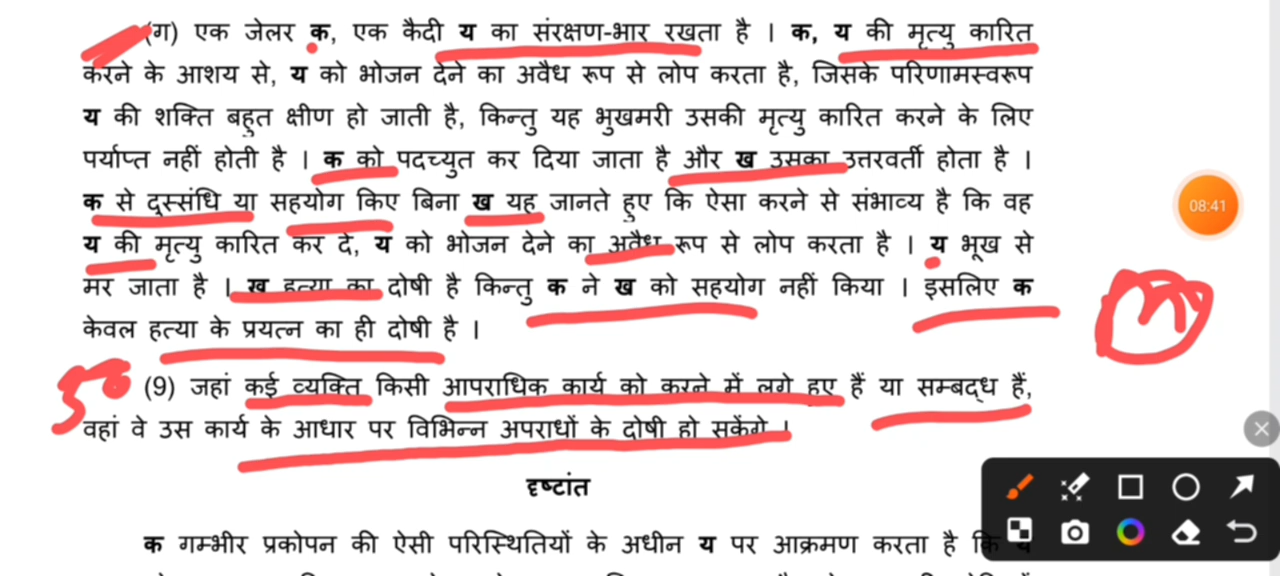 (ग) एक जेलर क, एक कैदी य का संरक्षण-भार रखता है । क, य की मृत्यु कारित
करने के आशय से, य को भोजन देने का अवैध रूप से लोप करता है, जिसके परिणामस्वरूप
य की शक्ति बहुत क्षीण हो जाती है, किन्तु यह भुखमरी उसकी मृत्यु कारित करने के लिए
पर्याप्त नहीं होती है । क को पदच्युत कर दिया जाता है और ख उसका उत्तरवर्ती होता है ।
क से दुस्संधि या सहयोग किए बिना ख यह जानते हुए कि ऐसा करने से संभाव्य है कि वह
य की मृत्यु कारित कर दे, य को भोजन देने का अवैध रूप से लोप करता है । य भूख से
मर जाता है । ख हत्या का दोषी है किन्तु क ने ख को सहयोग नहीं किया । इसलिए क
केवल हत्या के प्रयत्न का ही दोषी है ।
08:41
50 (9) जहां कई व्यक्ति किसी आपराधिक कार्य को करने में लगे हुए हैं या सम्बद्ध हैं,
वहां वे उस कार्य के आधार पर विभिन्न अपराधों के दोषी हो सकेंगे ।
दृष्टांत
क गम्भीर प्रकोपन की ऐसी परिस्थितियों के अधीन य पर आक्रमण करता है कि य